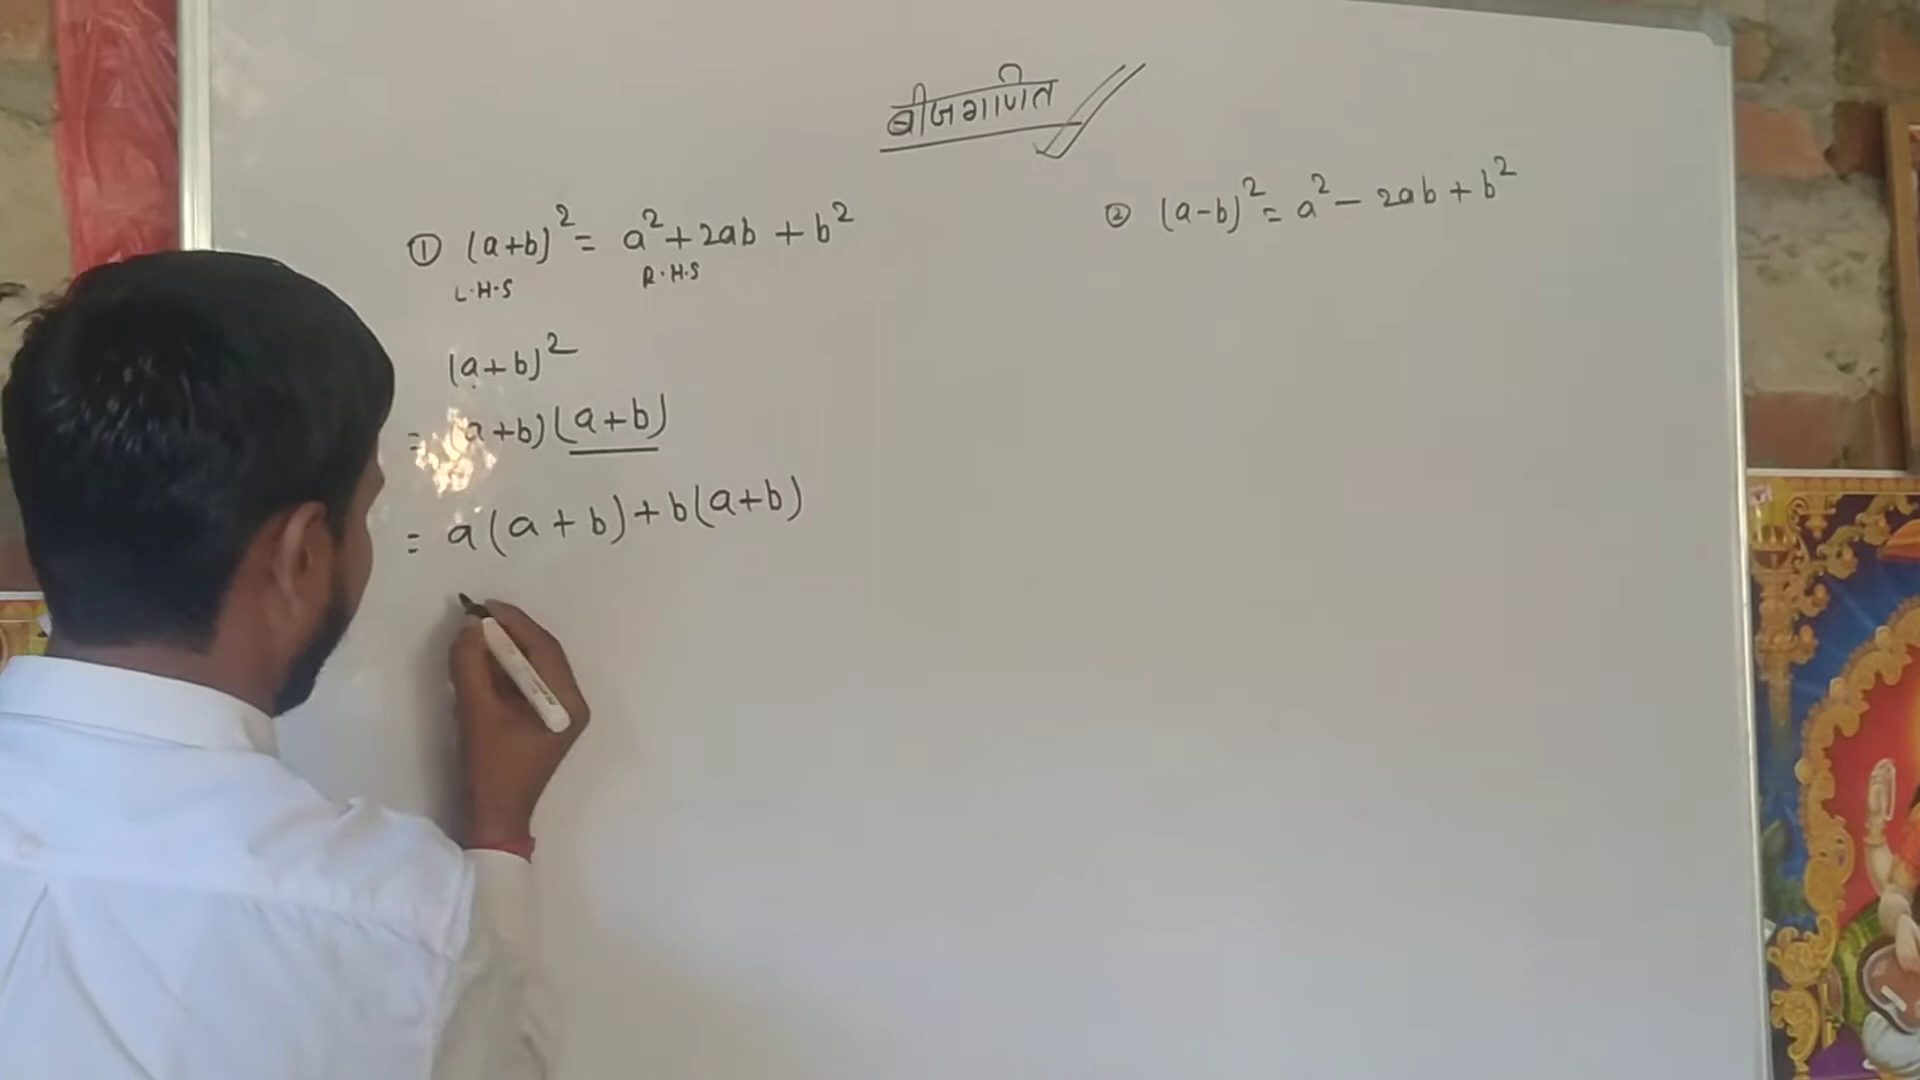 बीजगणित
① (a+b)² = a² + 2ab + b²
L.H.S R.H.S
(a+b)²
= (a+b)(a+b)
= a(a+b)+b(a+b)
② (a-b)² = a² - 2ab + b²